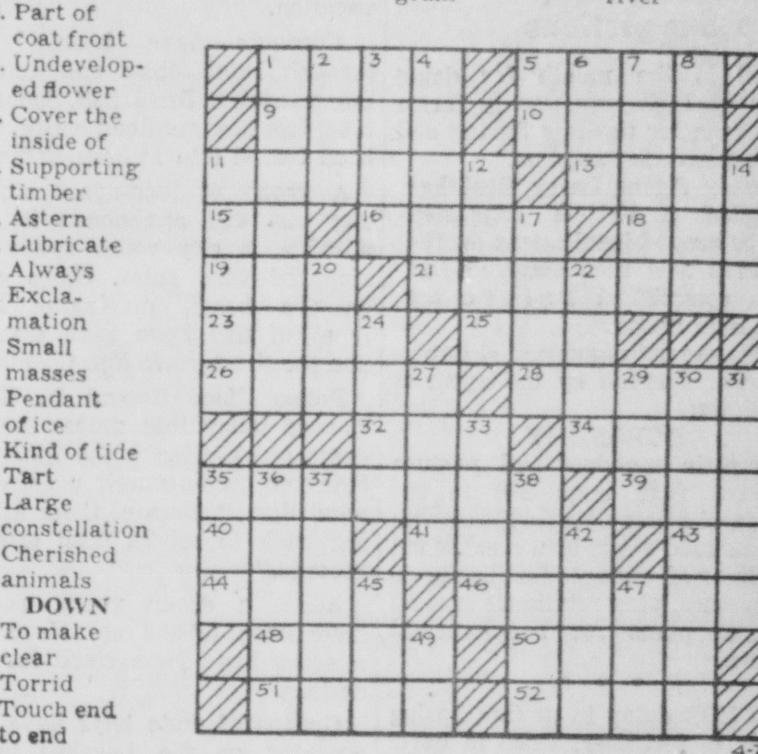 . Part of
coat front
. Undevelop-
ed flower
. Cover the
inside of
. Supporting
timber
. Astern
. Lubricate
Always
Excla-
mation
Small
masses
Pendant
of ice
Kind of tide
Tart
Large
constellation
Cherished
animals
DOWN
To make
clear
Torrid
Touch end
to end
river
1 2 3 4 5 6 7 8
9 10
11 12 13 14
15 16 17 18
19 20 21 22
23 24 25
26 27 28 29 30 31
32 33 34
35 36 37 38 39
40 41 42 43
44 45 46 47
48 49 50
51 52